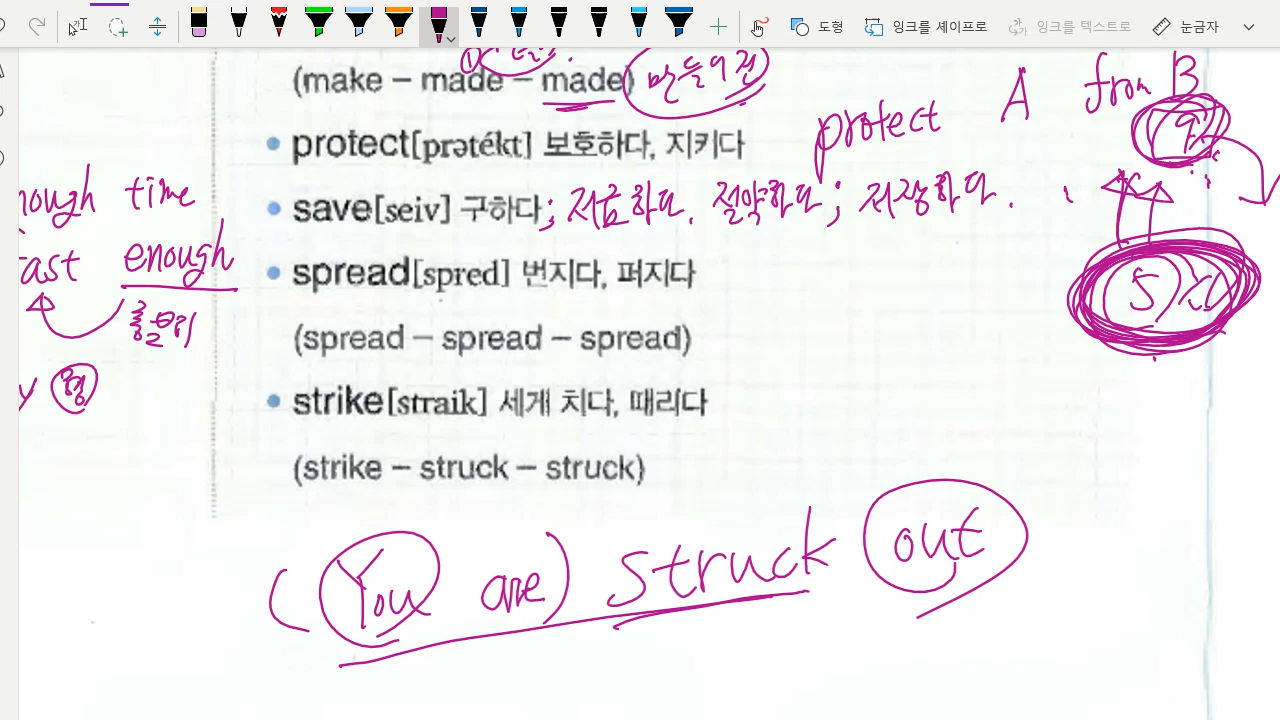 도형 잉크를 셰이프로 잉크를 텍스트로 눈금자
(make – made – made) 만들어진
protect A from B
protect[prətékt] 보호하다, 지키다
save[seiv] 구하다; 저금하다, 절약하다; 저장하다.
nough time
spread[spred] 번지다, 퍼지다
ast enough
(spread – spread – spread)
strike[straik] 세게 치다, 때리다
형
(strike – struck – struck)
(You are) struck out